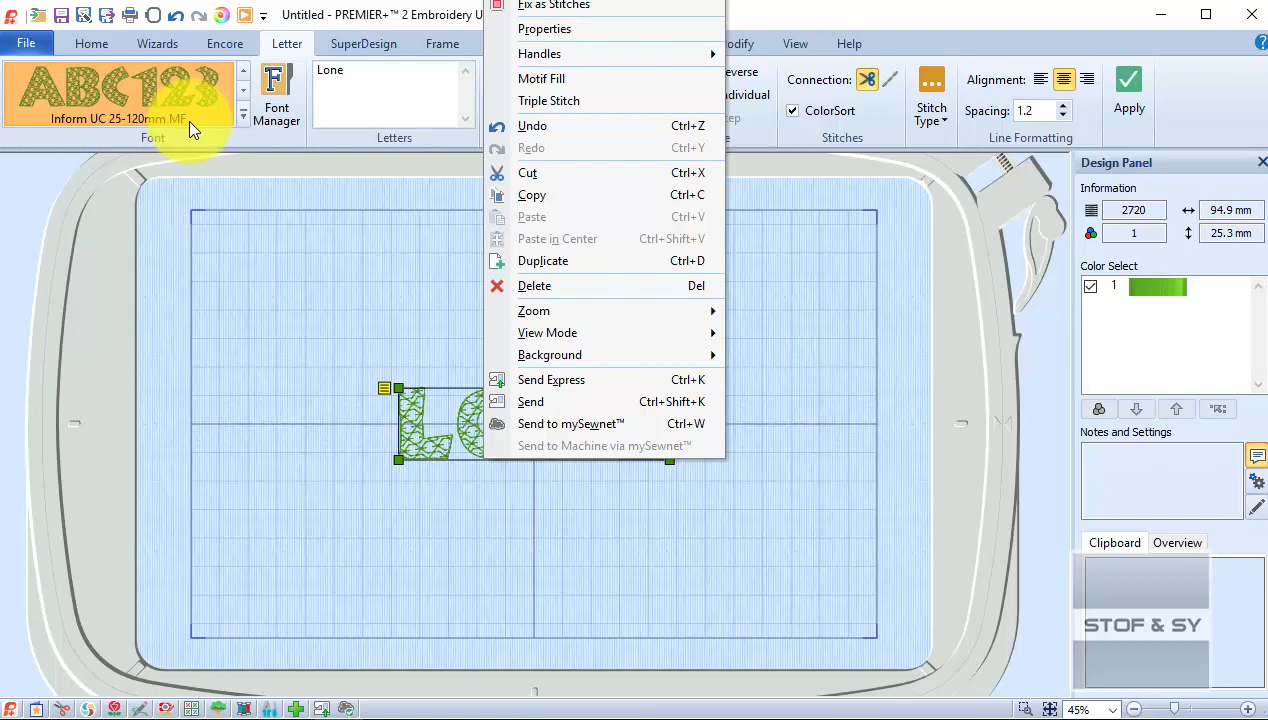 Untitled - PREMIER+™ 2 Embroidery U
File
Home
Wizards
Encore
Letter
SuperDesign
Frame
odify
View
Help
ABC123
Inform UC 25-120mm MF
Font
Font
Manager
Lone
Letters
everse
ndividual
ep
Connection:
ColorSort
Stitches
Stitch
Type
Alignment:
Spacing:
1.2
Line Formatting
Apply
Fix as Stitches
Properties
Handles
Motif Fill
Triple Stitch
Undo Ctrl+Z
Redo Ctrl+Y
Cut Ctrl+X
Copy Ctrl+C
Paste Ctrl+V
Paste in Center Ctrl+Shift+V
Duplicate Ctrl+D
Delete Del
Zoom
View Mode
Background
Send Express Ctrl+K
Send Ctrl+Shift+K
Send to mySewnet™ Ctrl+W
Send to Machine via mySewnet™
LO
Design Panel
Information
2720
94.9 mm
1
25.3 mm
Color Select
1
Notes and Settings
Clipboard
Overview
STOF & SY
45%